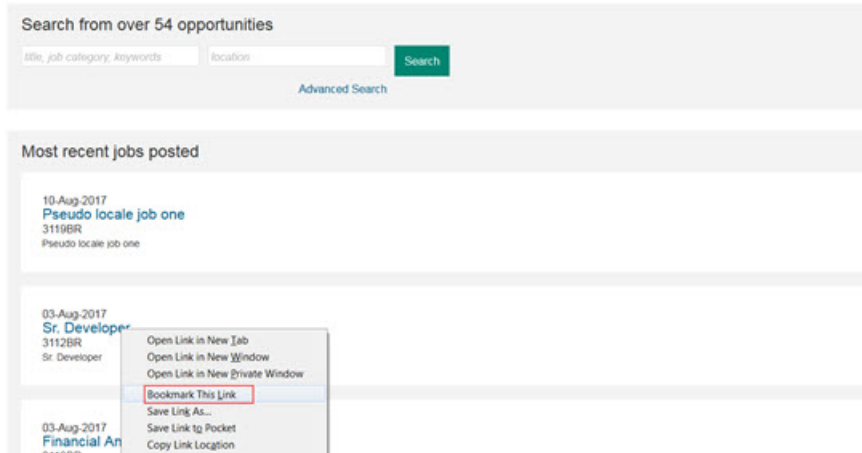 Search from over 54 opportunities
title, job category, keywords location Search
Advanced Search
Most recent jobs posted
10-Aug-2017
Pseudo locale job one
3119BR
Pseudo locale job one
03-Aug-2017
Sr. Developer
3112BR
Sr. Developer
Open Link in New Tab
Open Link in New Window
Open Link in New Private Window
Bookmark This Link
Save Link As...
Save Link to Pocket
Copy Link Location
03-Aug-2017
Financial An